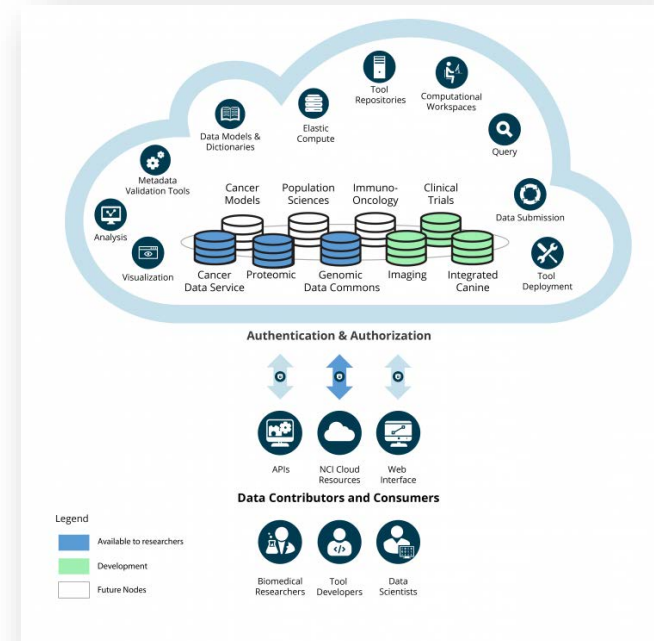 Tool
Repositories
Computational
Workspaces
Elastic
Compute
Data Models &
Dictionaries
Query
Metadata
Validation Tools
Cancer
Models
Population
Sciences
Immuno-
Oncology
Clinical
Trials
Data Submission
Analysis
Visualization
Cancer
Data Service
Proteomic
Genomic
Data Commons
Imaging
Integrated
Canine
Tool
Deployment
Authentication & Authorization
APIs
NCI Cloud
Resources
Web
Interface
Data Contributors and Consumers
Legend
Available to researchers
Development
Future Nodes
Biomedical
Researchers
Tool
Developers
Data
Scientists